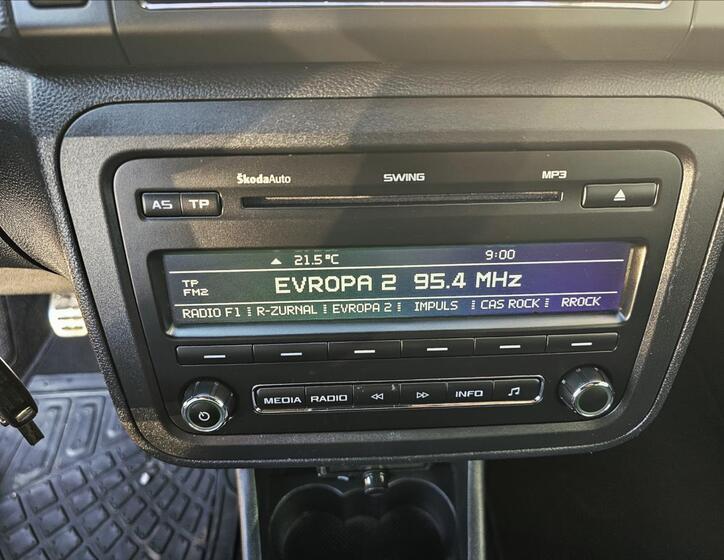 ŠkodaAuto SWING MP3
AS TP
▲ 21.5°C 9:00
TP
FM2
EVROPA 2 95.4 MHz
RADIO F1 R-ZURNAL EVROPA 2 IMPULS CAS ROCK RROCK
MEDIA RADIO INFO